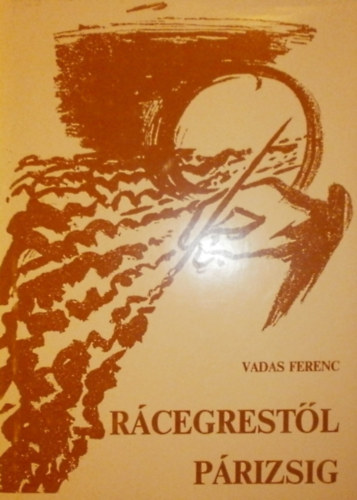 VADAS FERENC
RÁCEGRESTŐL
PÁRIZSIG